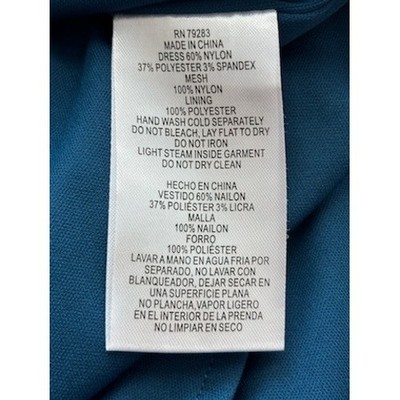 RN 79283
MADE IN CHINA
DRESS 60% NYLON
37% POLYESTER 3% SPANDEX
MESH
100% NYLON
LINING
100% POLYESTER
HAND WASH COLD SEPARATELY
DO NOT BLEACH, LAY FLAT TO DRY
DO NOT IRON
LIGHT STEAM INSIDE GARMENT
DO NOT DRY CLEAN
HECHO EN CHINA
VESTIDO 60% NAILON
37% POLIÉSTER 3% LICRA
MALLA
100% NAILON
FORRO
100% POLIÉSTER
LAVAR A MANO EN AGUA FRIA POR
SEPARADO, NO LAVAR CON
BLANQUEADOR, DEJAR SECAR EN
UNA SUPERFICIE PLANA
NO PLANCHA, VAPOR LIGERO
EN EL INTERIOR DE LA PRENDA
NO LIMPIAR EN SECO